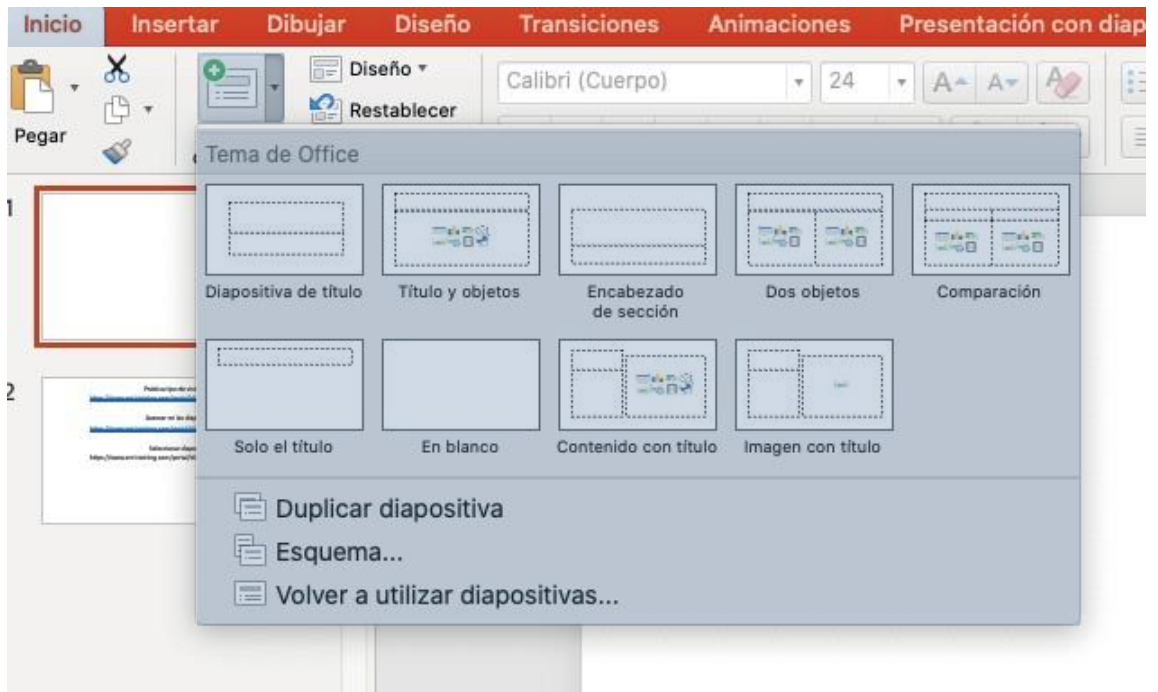 Inicio Insertar Dibujar Diseño Transiciones Animaciones Presentación con diap
Pegar
Diseño
Restablecer
Calibri (Cuerpo) 24 A A A
Tema de Office
1
Diapositiva de título Título y objetos Encabezado de sección Dos objetos Comparación
2
Solo el título En blanco Contenido con título Imagen con título
Duplicar diapositiva
Esquema...
Volver a utilizar diapositivas...